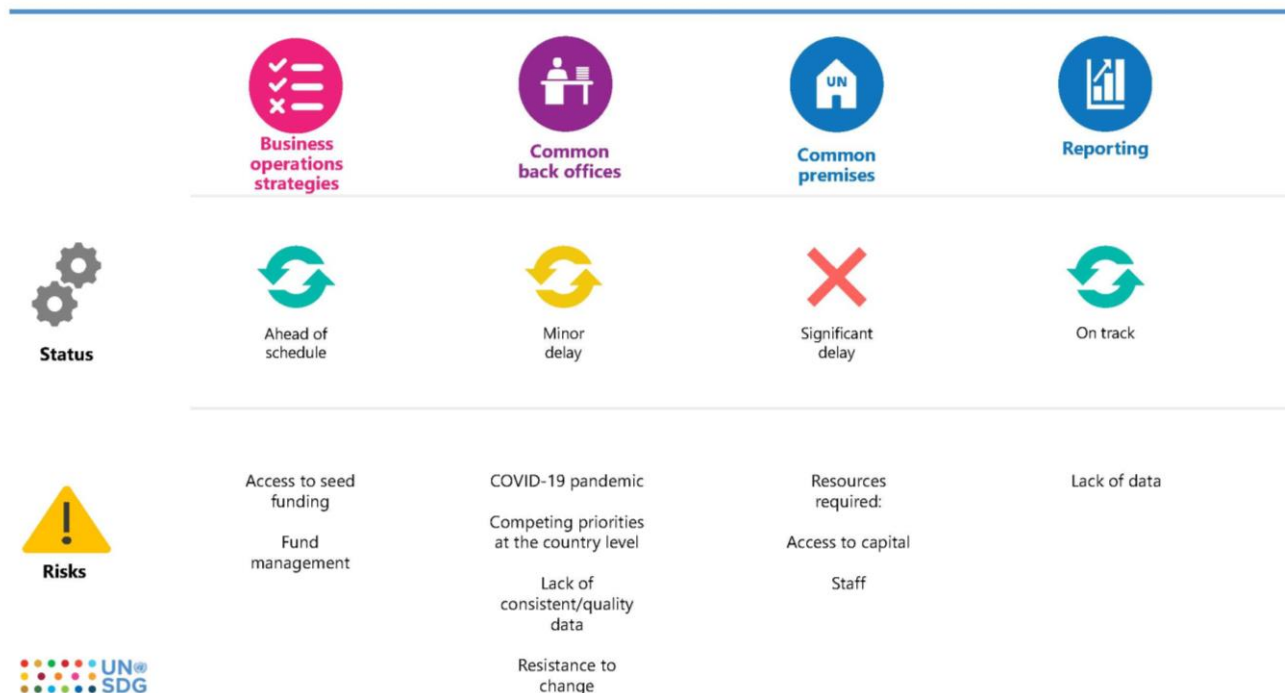 Business
operations
strategies
Common
back offices
UN
Common
premises
Reporting
Status
Ahead of
schedule
Minor
delay
Significant
delay
On track
Risks
Access to seed
funding
Fund
management
COVID-19 pandemic
Competing priorities
at the country level
Lack of
consistent/quality
data
Resistance to
change
Resources
required:
Access to capital
Staff
Lack of data
UN
SDG